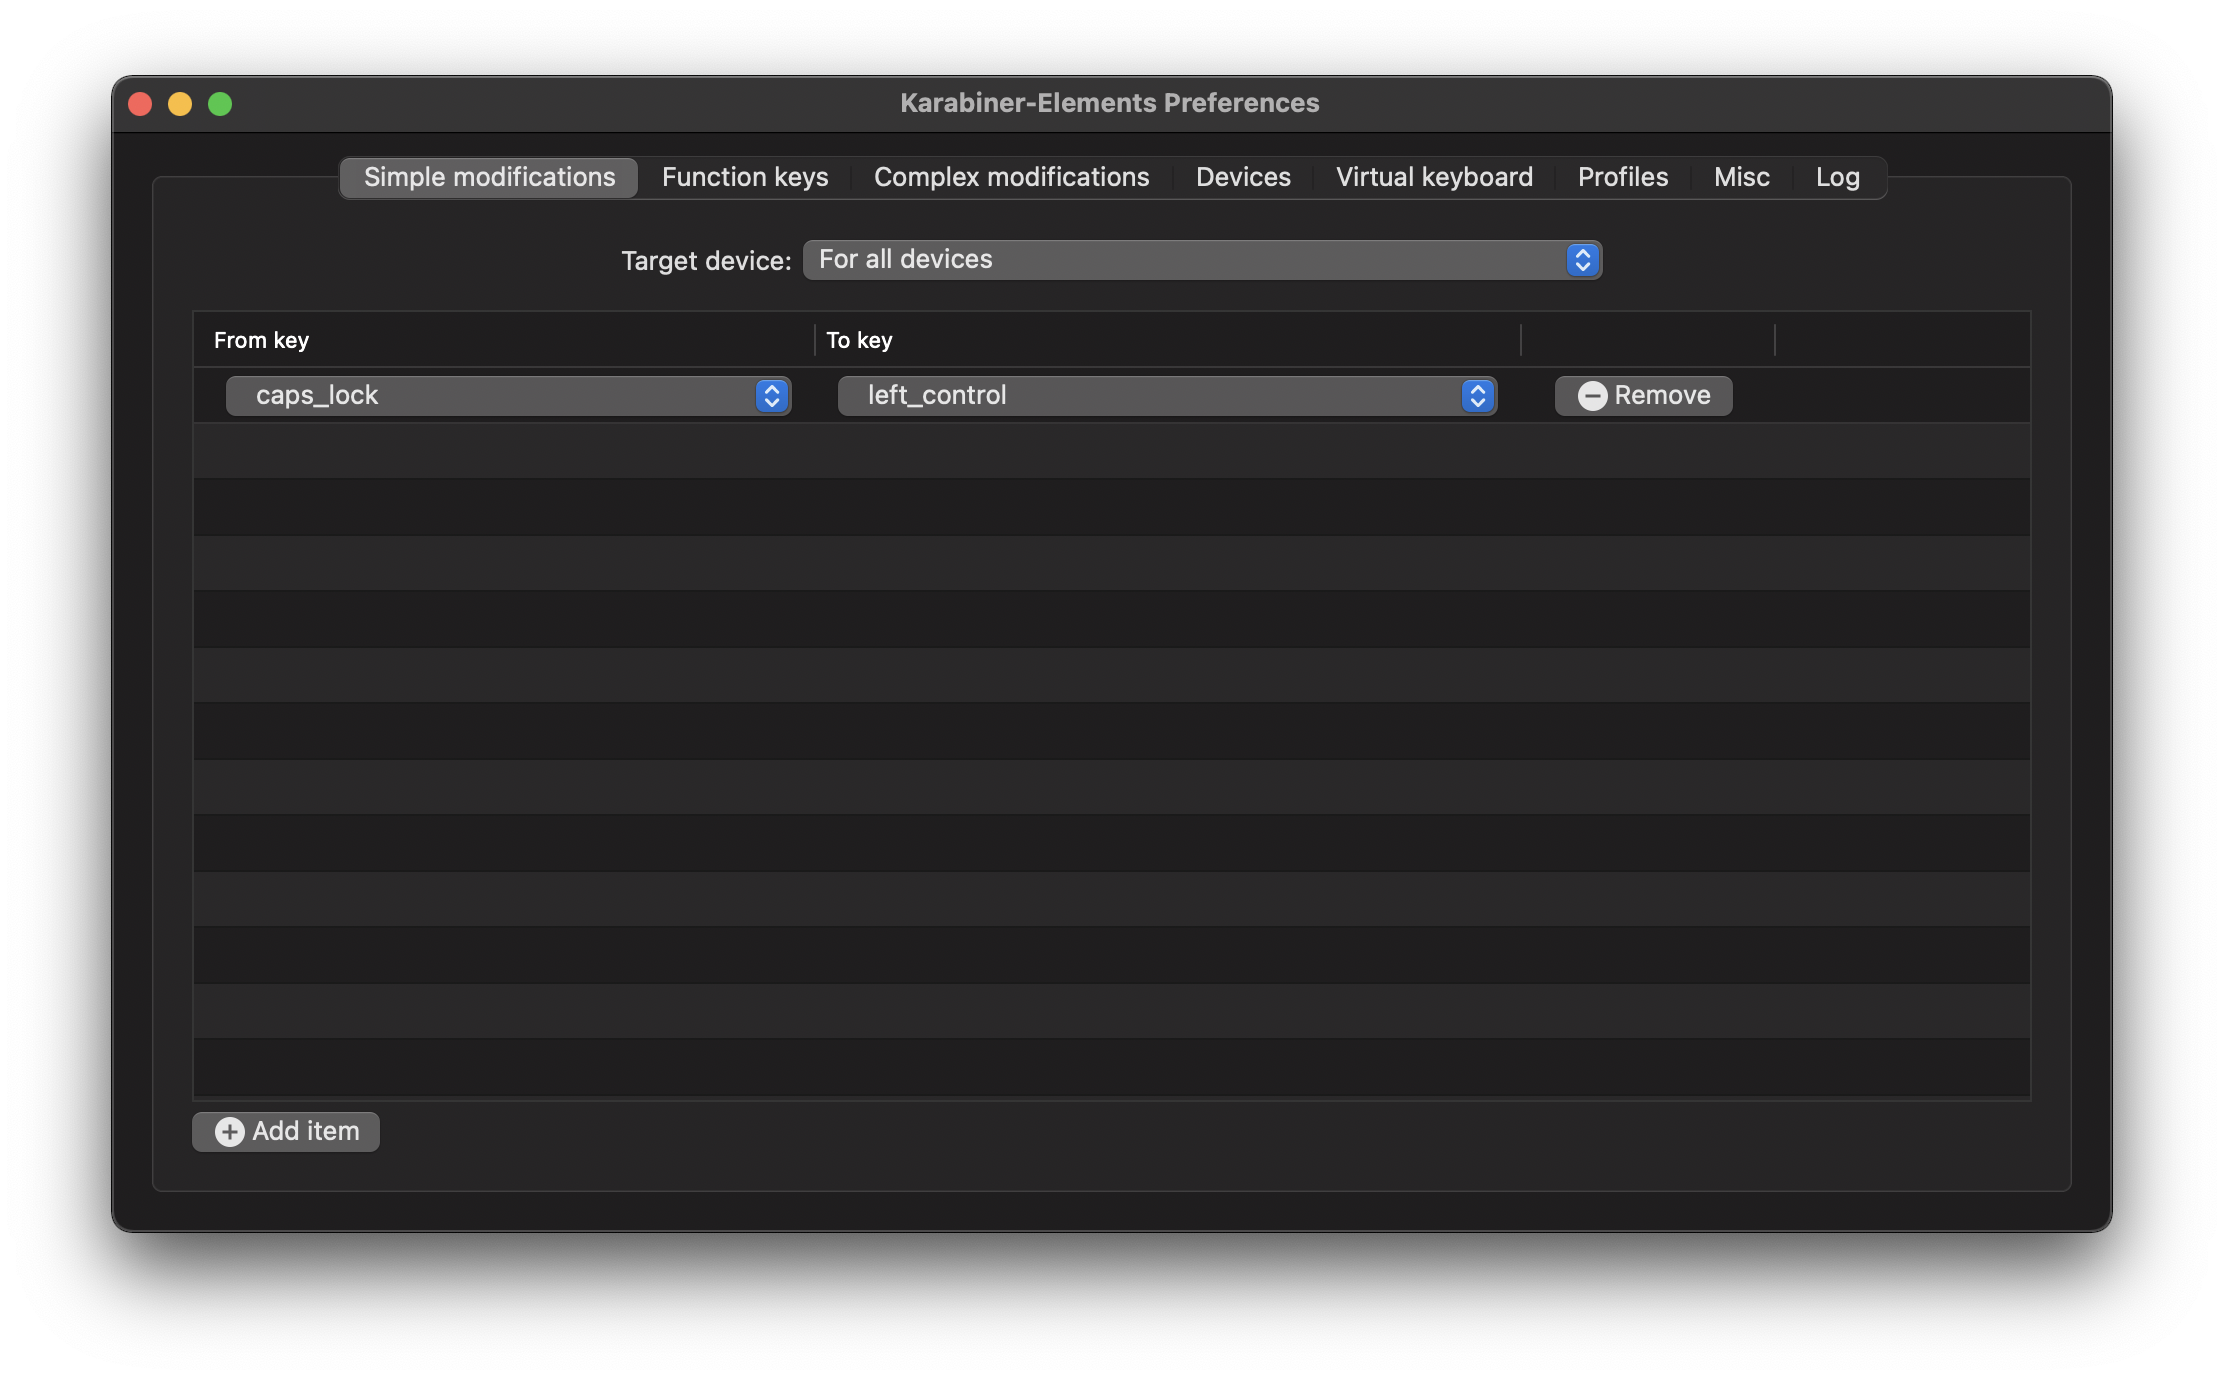 Karabiner-Elements Preferences
Simple modifications Function keys Complex modifications Devices Virtual keyboard Profiles Misc Log
Target device: For all devices
From key To key
caps_lock left_control Remove
Add item